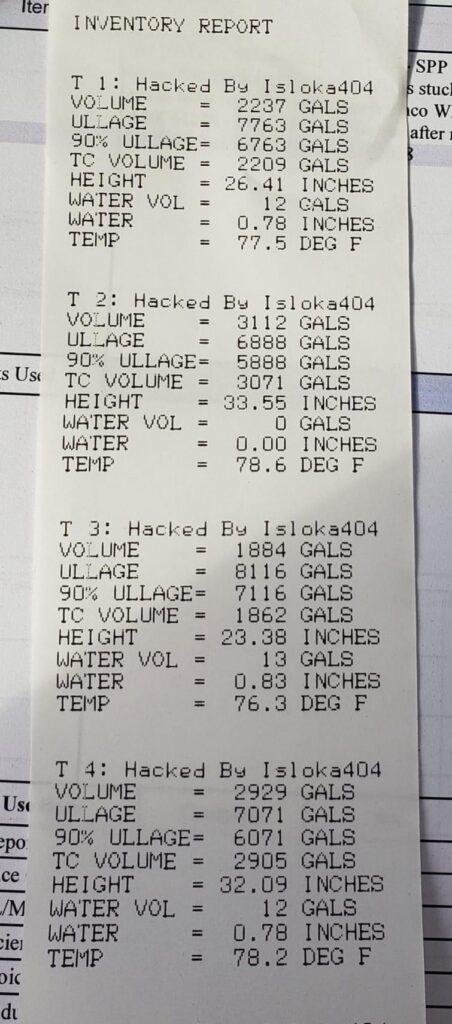 Iter
INVENTORY REPORT
SPP
s stuck
co W
after
T 1: Hacked By Isloka404
VOLUME = 2237 GALS
ULLAGE = 7763 GALS
90% ULLAGE= 6763 GALS
TC VOLUME = 2209 GALS
HEIGHT = 26.41 INCHES
WATER VOL = 12 GALS
WATER = 0.78 INCHES
TEMP = 77.5 DEG F
T 2: Hacked By Isloka404
VOLUME = 3112 GALS
ULLAGE = 6888 GALS
90% ULLAGE= 5888 GALS
TC VOLUME = 3071 GALS
HEIGHT = 33.55 INCHES
WATER VOL = 0 GALS
WATER = 0.00 INCHES
TEMP = 78.6 DEG F
T 3: Hacked By Isloka404
VOLUME = 1884 GALS
ULLAGE = 8116 GALS
90% ULLAGE= 7116 GALS
TC VOLUME = 1862 GALS
HEIGHT = 23.38 INCHES
WATER VOL = 13 GALS
WATER = 0.83 INCHES
TEMP = 76.3 DEG F
T 4: Hacked By Isloka404
VOLUME = 2929 GALS
ULLAGE = 7071 GALS
90% ULLAGE= 6071 GALS
TC VOLUME = 2905 GALS
HEIGHT = 32.09 INCHES
WATER VOL = 12 GALS
WATER = 0.78 INCHES
TEMP = 78.2 DEG F